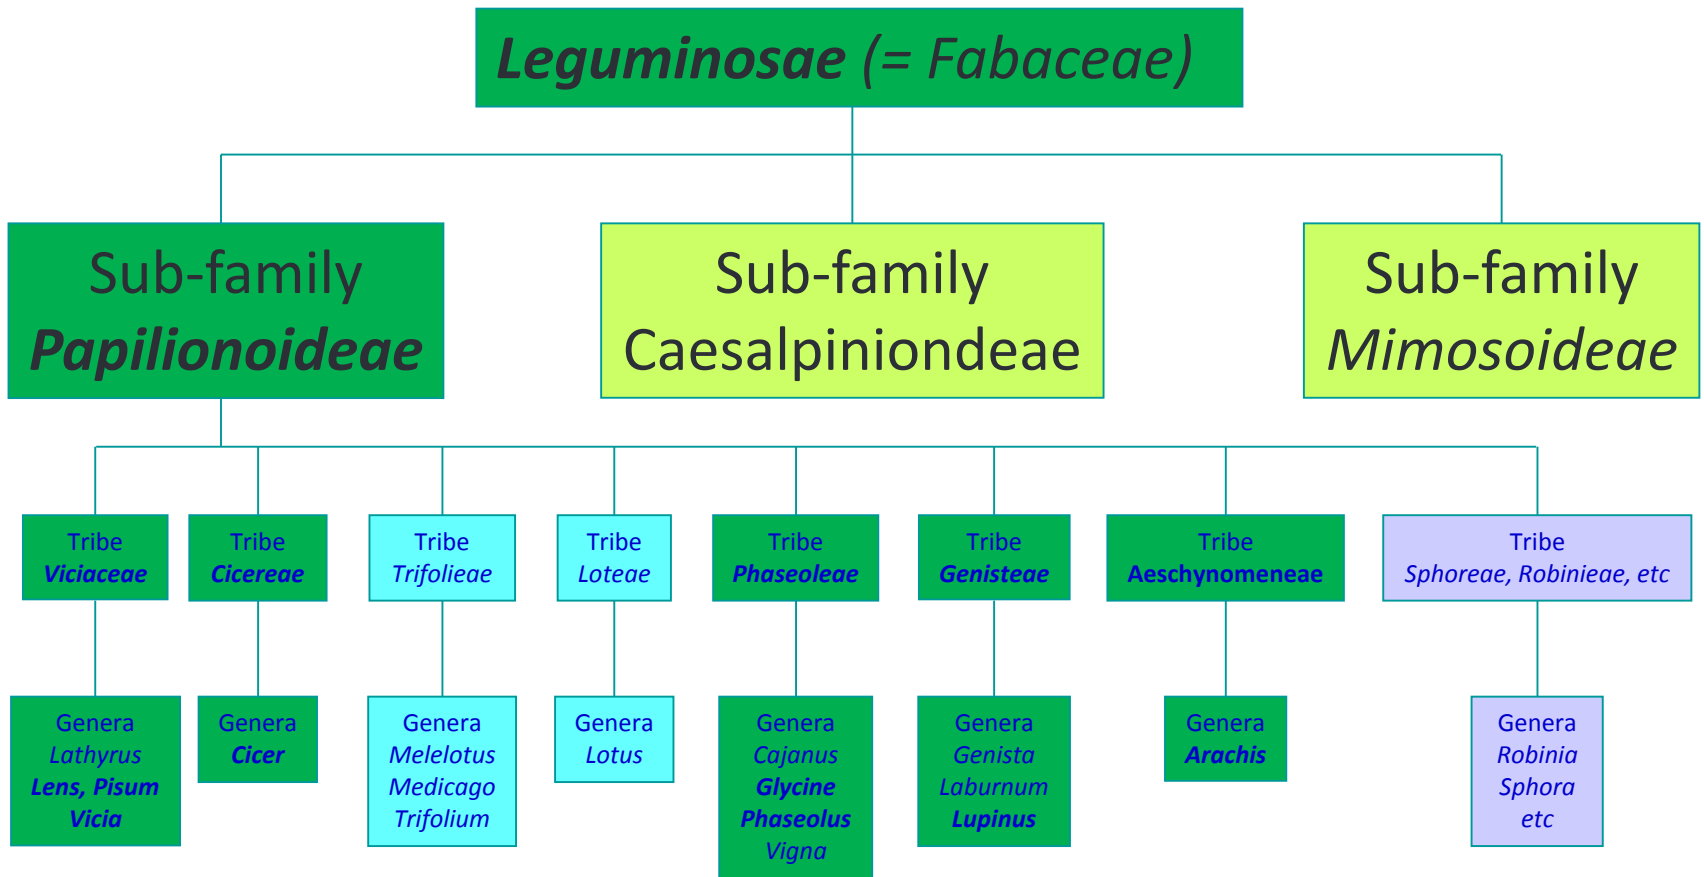 Leguminosae (= Fabaceae)
Sub-family
Papilionoideae
Sub-family
Caesalpiniondeae
Sub-family
Mimosoideae
Tribe
Viciaceae
Tribe
Cicereae
Tribe
Trifolieae
Tribe
Loteae
Tribe
Phaseoleae
Tribe
Genisteae
Tribe
Aeschynomeneae
Tribe
Sphoreae, Robinieae, etc
Genera
Lathyrus
Lens, Pisum
Vicia
Genera
Cicer
Genera
Melelotus
Medicago
Trifolium
Genera
Lotus
Genera
Cajanus
Glycine
Phaseolus
Vigna
Genera
Genista
Laburnum
Lupinus
Genera
Arachis
Genera
Robinia
Sphora
etc